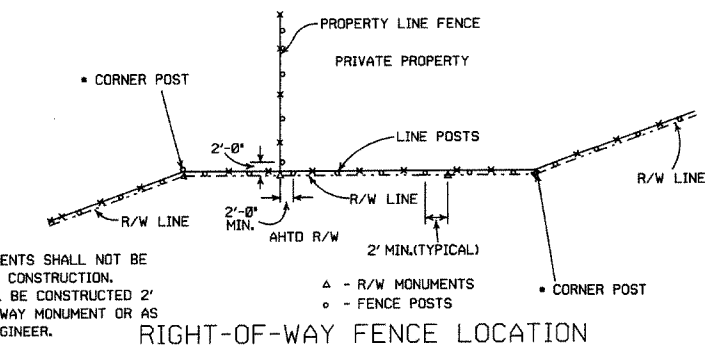 PROPERTY LINE FENCE
PRIVATE PROPERTY
* CORNER POST
2'-0"
LINE POSTS
R/W LINE
R/W LINE
R/W LINE
2'-0"
MIN.
AHTD R/W
2' MIN.(TYPICAL)
* CORNER POST
ENTS SHALL NOT BE
CONSTRUCTION.
BE CONSTRUCTED 2'
WAY MONUMENT OR AS
GINEER.
△ - R/W MONUMENTS
o - FENCE POSTS
RIGHT-OF-WAY FENCE LOCATION